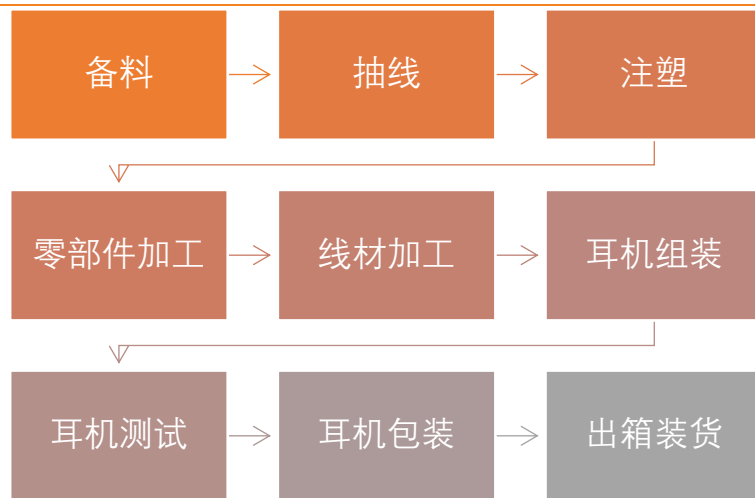 备料
抽线
注塑
零部件加工
线材加工
耳机组装
耳机测试
耳机包装
出箱装货